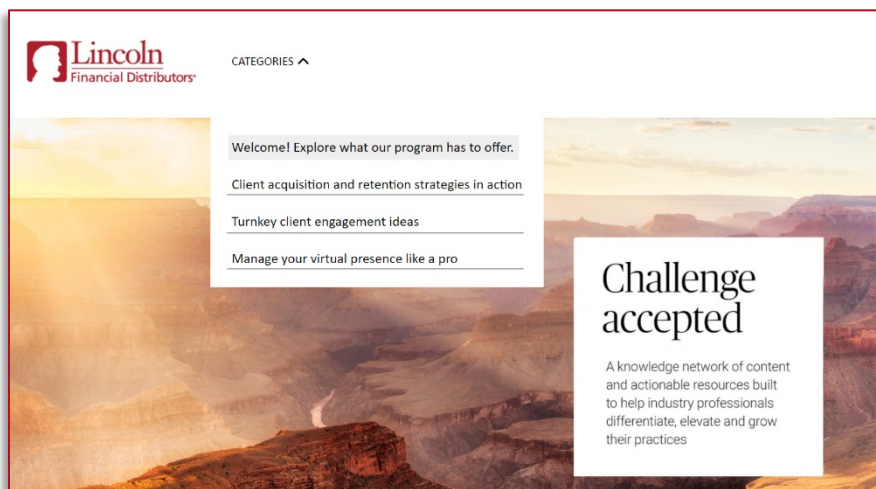 Lincoln
Financial Distributors®
CATEGORIES
Welcome! Explore what our program has to offer.
Client acquisition and retention strategies in action
Turnkey client engagement ideas
Manage your virtual presence like a pro
Challenge
accepted
A knowledge network of content
and actionable resources built
to help industry professionals
differentiate, elevate and grow
their practices